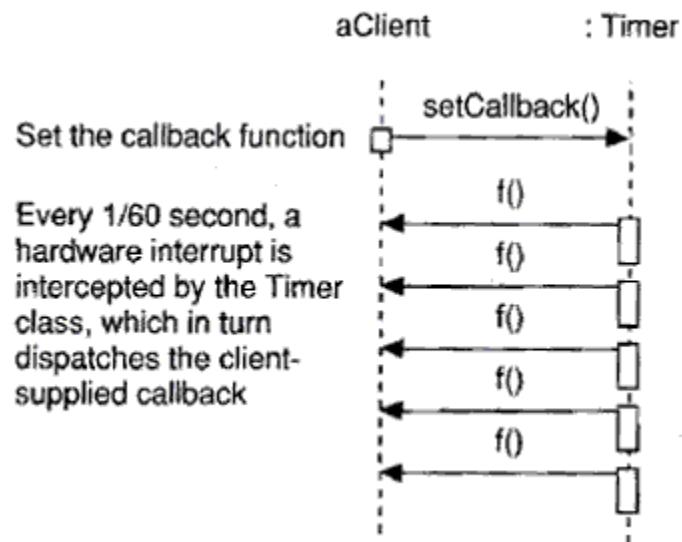 aClient : Timer
setCallback()
Set the callback function
f()
Every 1/60 second, a
hardware interrupt is
intercepted by the Timer
class, which in turn
dispatches the client-
supplied callback
f()
f()
f()
f()